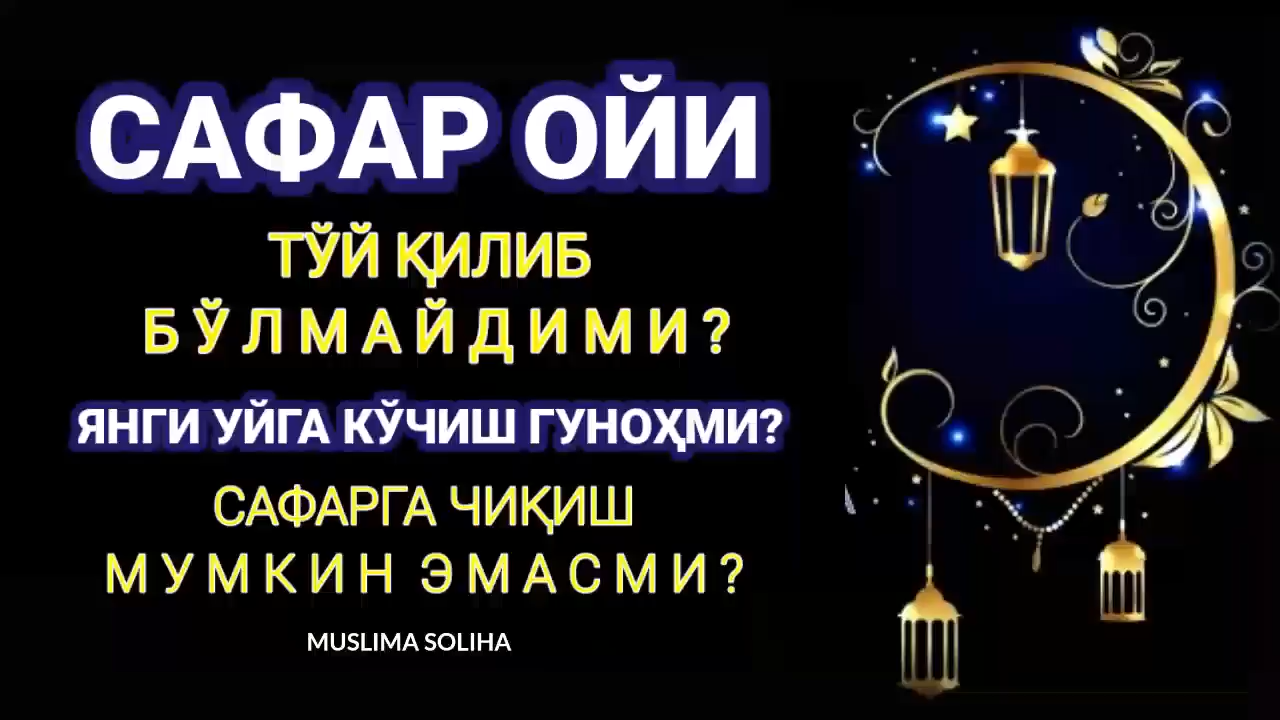 САФАР ОЙИ
ТЎЙ ҚИЛИБ
БЎЛМАЙДИМИ?
ЯНГИ УЙГА КЎЧИШ ГУНОҲМИ?
САФАРГА ЧИҚИШ
МУМКИН ЭМАСМИ?
MUSLIMA SOLIHA